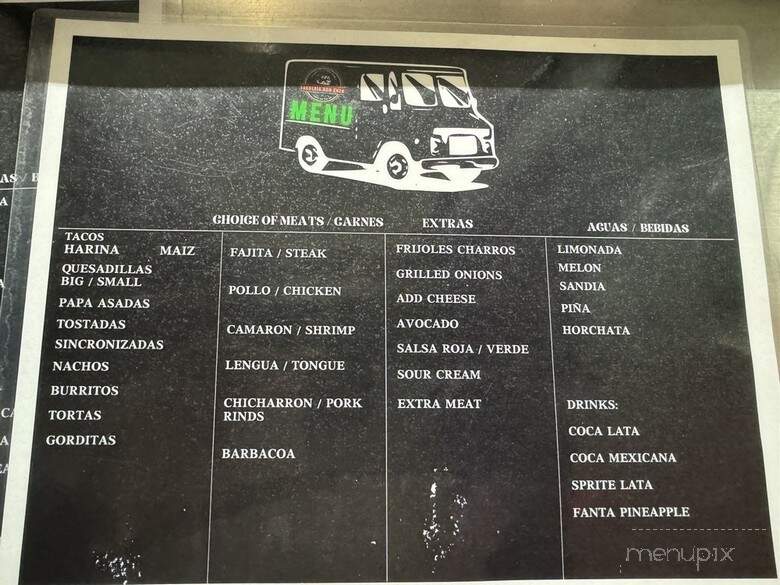 MENU
CHOICE OF MEATS / CARNES
EXTRAS
AGUAS / BEBIDAS
TACOS
HARINA MAIZ
QUESADILLAS
BIG / SMALL
PAPA ASADAS
TOSTADAS
SINCRONIZADAS
NACHOS
BURRITOS
TORTAS
GORDITAS
FAJITA / STEAK
POLLO / CHICKEN
CAMARON / SHRIMP
LENGUA / TONGUE
CHICHARRON / PORK
RINDS
BARBACOA
FRIJOLES CHARROS
GRILLED ONIONS
ADD CHEESE
AVOCADO
SALSA ROJA / VERDE
SOUR CREAM
EXTRA MEAT
LIMONADA
MELON
SANDIA
PIÑA
HORCHATA
DRINKS:
COCA LATA
COCA MEXICANA
SPRITE LATA
FANTA PINEAPPLE
menupix